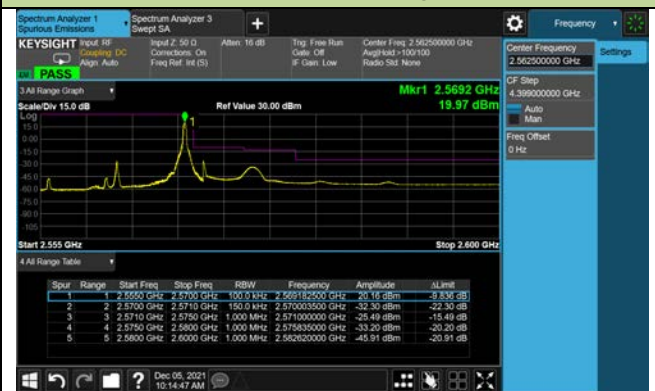 Spectrum Analyzer 1
Spurious Emissions
Spectrum Analyzer 3
Swept SA
Frequency
KEYSIGHT Input: RF
Coupling: DC
Align: Auto
Input Z: 50 Ω
Corrections: On
Freq Ref: Int (S)
Atten: 16 dB
Trig: Free Run
Gate: Off
IF Gain: Low
Center Freq: 2.562500000 GHz
Avg|Hold:>100/100
Radio Std: None
PASS
Center Frequency
2.562500000 GHz
Settings
CF Step
4.399000000 GHz
Auto
Man
Freq Offset
0 Hz
3 All Range Graph
Mkr1 2.5692 GHz
Scale/Div 15.0 dB
Ref Value 30.00 dBm
19.97 dBm
Log
15.0
0.00
-15.0
-30.0
-45.0
-60.0
-75.0
-90.0
-105
1
Start 2.555 GHz
Stop 2.600 GHz
4 All Range Table
Spur Range Start Freq Stop Freq RBW Frequency Amplitude ΔLimit
1 1 2.5550 GHz 2.5700 GHz 100.0 kHz 2.569182500 GHz 20.16 dBm -9.836 dB
2 2 2.5700 GHz 2.5710 GHz 150.0 kHz 2.570003500 GHz -32.30 dBm -22.30 dB
3 3 2.5710 GHz 2.5750 GHz 1.000 MHz 2.571000000 GHz -25.49 dBm -15.49 dB
4 4 2.5750 GHz 2.5800 GHz 1.000 MHz 2.575835000 GHz -33.20 dBm -20.20 dB
5 5 2.5800 GHz 2.6000 GHz 1.000 MHz 2.582620000 GHz -45.91 dBm -20.91 dB
Dec 05, 2021
10:14:47 AM